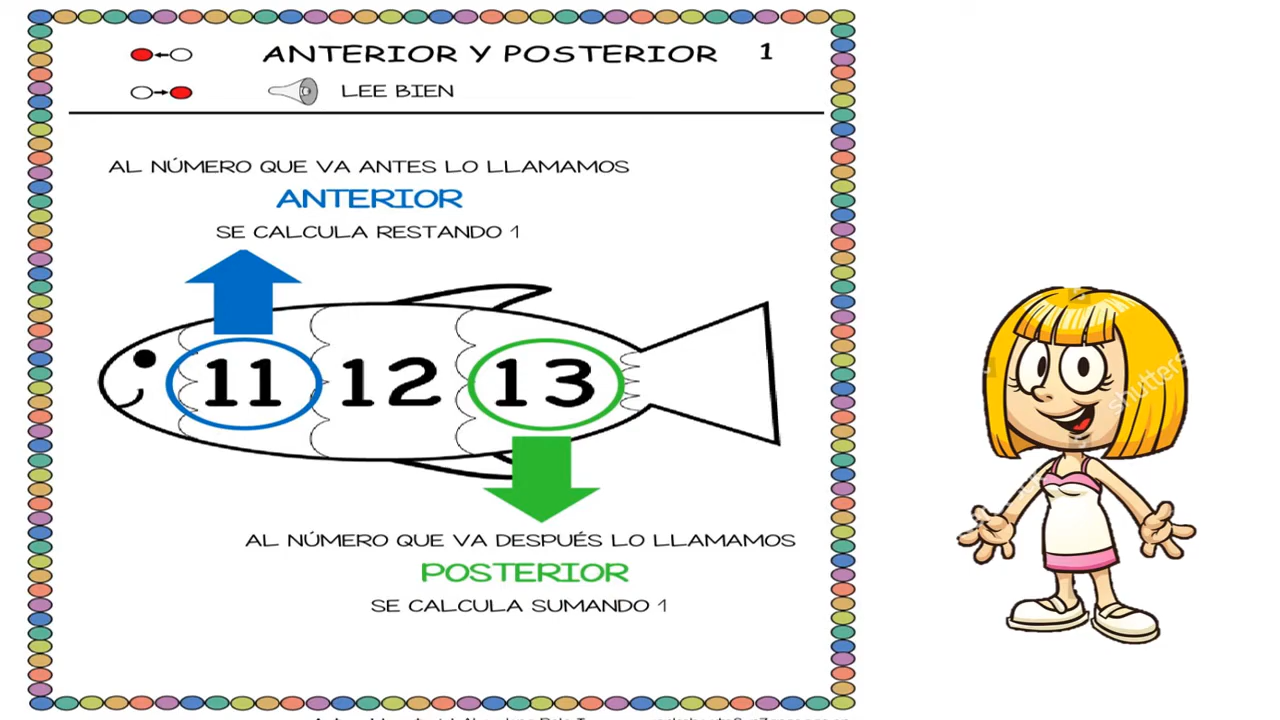 ANTERIOR Y POSTERIOR 1
LEE BIEN
AL NÚMERO QUE VA ANTES LO LLAMAMOS
ANTERIOR
SE CALCULA RESTANDO 1
11 12 13
AL NÚMERO QUE VA DESPUÉS LO LLAMAMOS
POSTERIOR
SE CALCULA SUMANDO 1
shutters